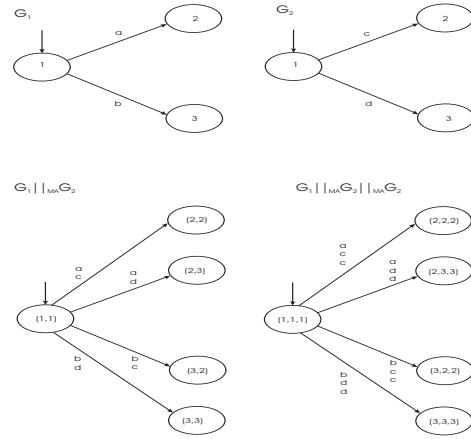 G₁
a
2
1
b
3
G₂
c
2
1
d
3
G₁||ₘₐG₂
(2,2)
a
c
a
d
(2,3)
(1,1)
b
d
b
c
(3,2)
(3,3)
G₁||ₘₐG₂||ₘₐG₂
(2,2,2)
a
c
c
a
d
d
(2,3,3)
(1,1,1)
b
d
d
b
c
c
(3,2,2)
(3,3,3)